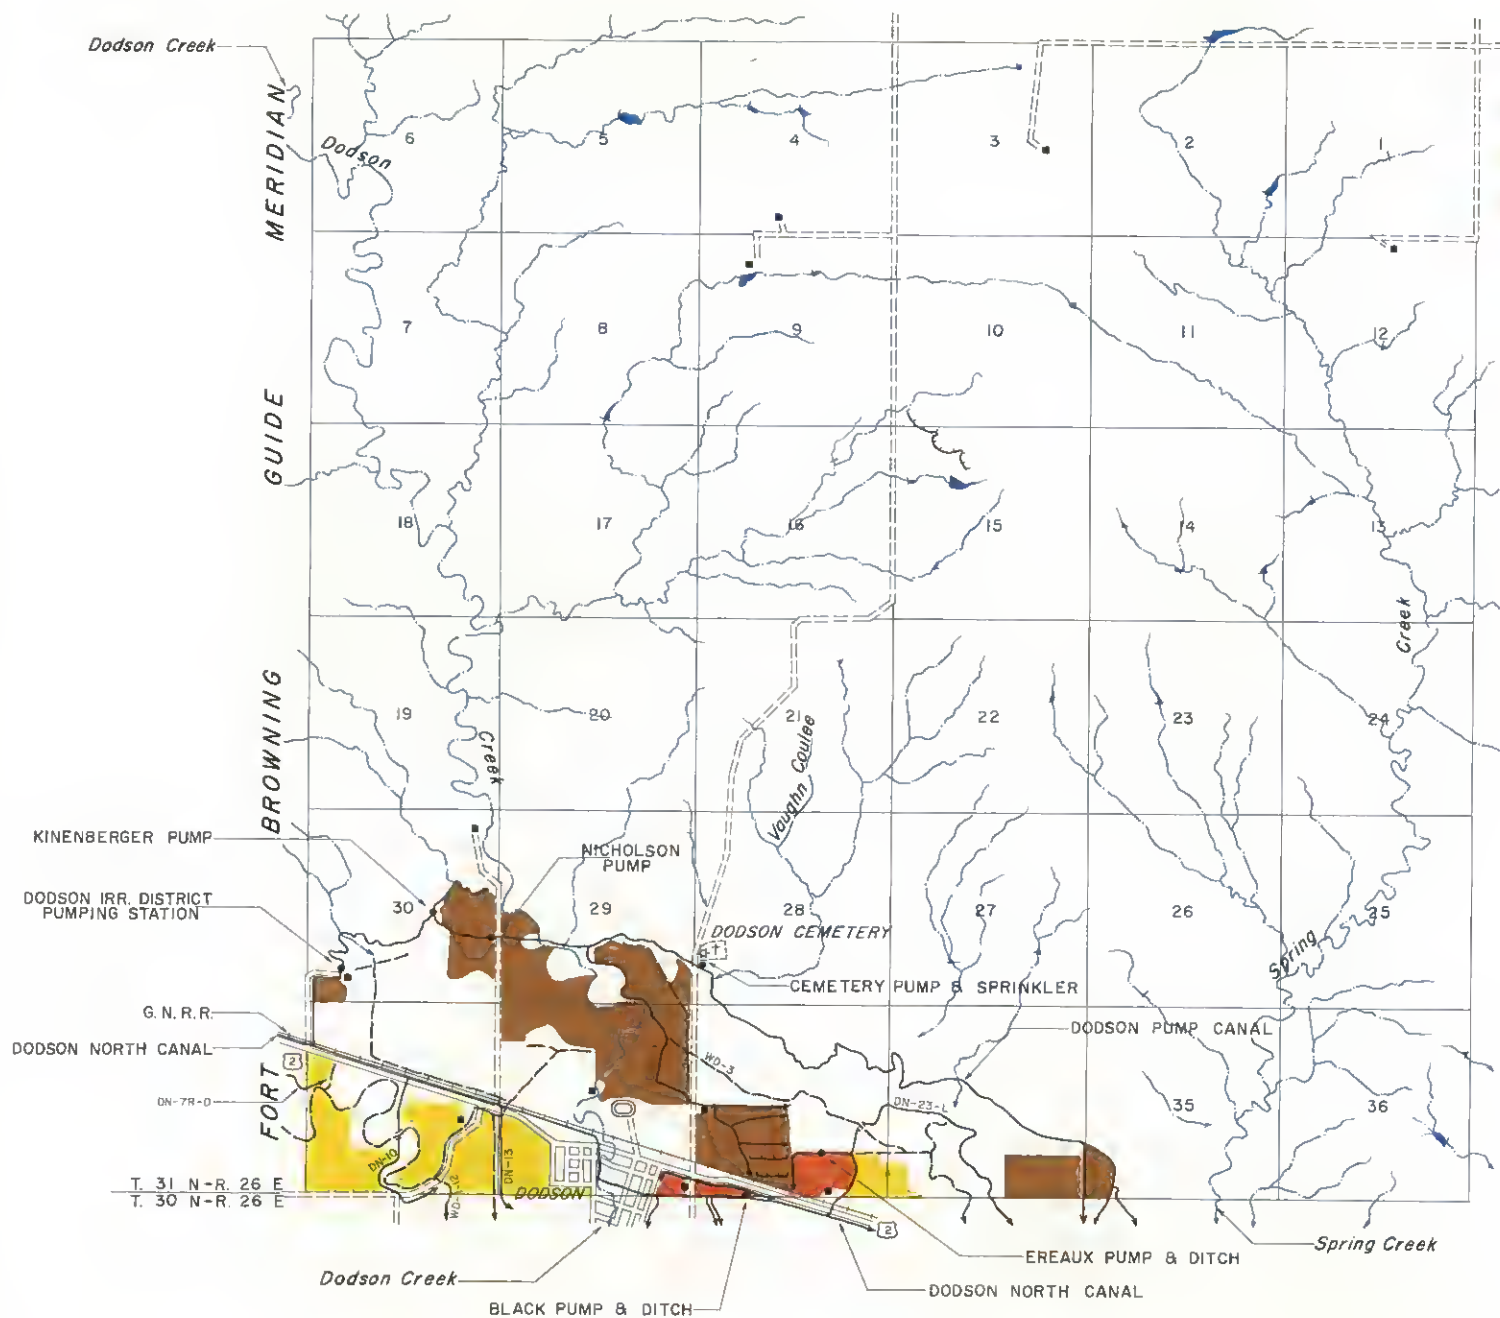 Dodson Creek
MERIDIAN
Dodson
6
5
4
3
2
1
7
8
9
10
11
12
GUIDE
18
17
16
15
14
13
Creek
BROWNING
19
20
21
22
23
24
Creek
Vaughn Coulee
KINENBERGER PUMP
NICHOLSON
PUMP
DODSON IRR. DISTRICT
PUMPING STATION
30
29
28
27
26
25
DODSON CEMETERY
Spring
CEMETERY PUMP & SPRINKLER
G. N. R. R.
DODSON PUMP CANAL
DODSON NORTH CANAL
2
WD-3
FORT
DN-7R-D
DN-23-L
35
36
DN-10
DN-13
T. 31 N-R. 26 E
T. 30 N-R. 26 E
DODSON
2
Spring Creek
EREAUX PUMP & DITCH
Dodson Creek
DODSON NORTH CANAL
BLACK PUMP & DITCH